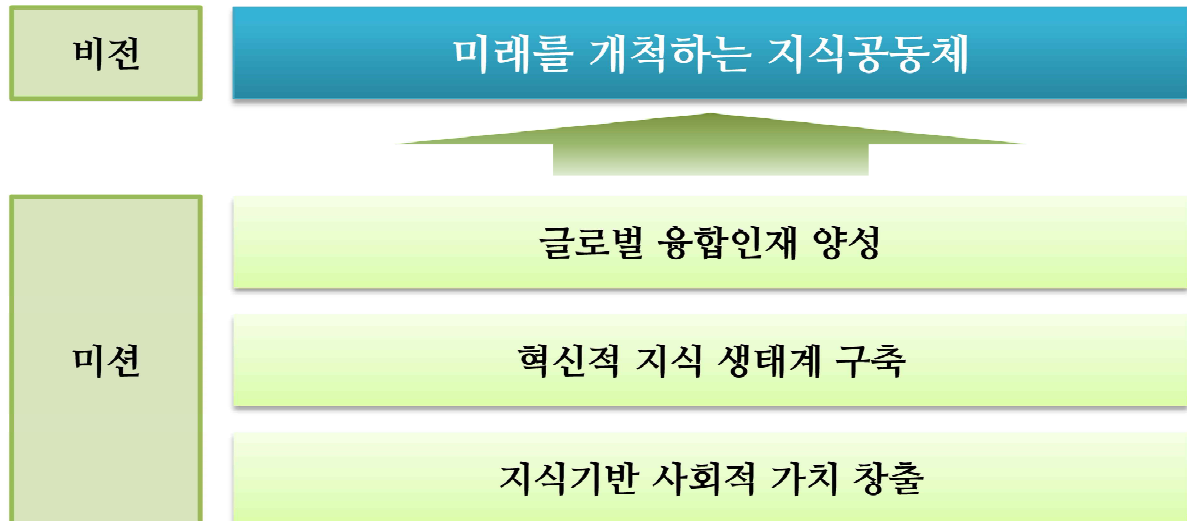 비전
미래를 개척하는 지식공동체
미션
글로벌 융합인재 양성
혁신적 지식 생태계 구축
지식기반 사회적 가치 창출